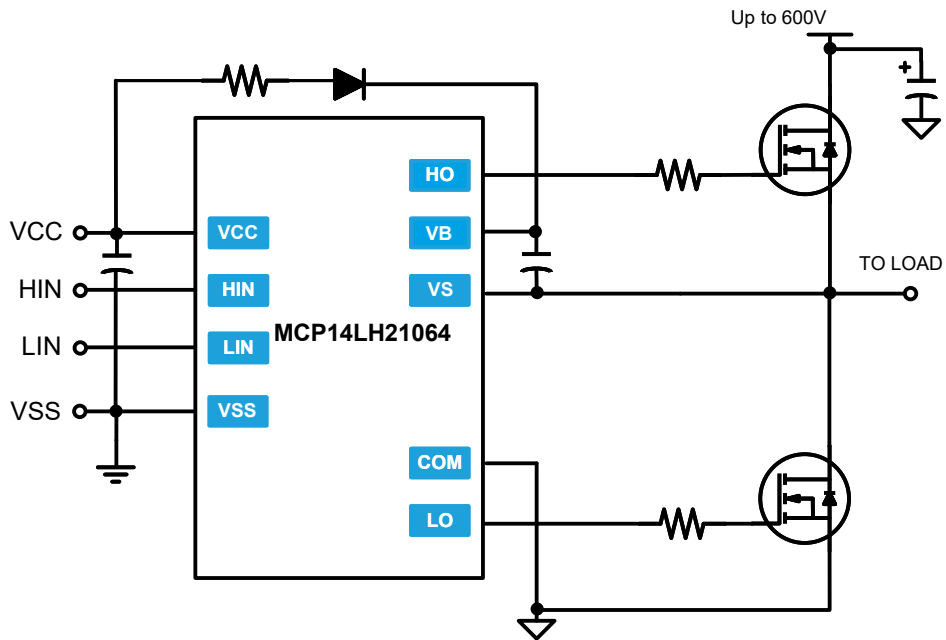 Up to 600V
+
HO
VCC
VCC
VB
TO LOAD
HIN
HIN
VS
MCP14LH21064
LIN
LIN
VSS
VSS
COM
LO